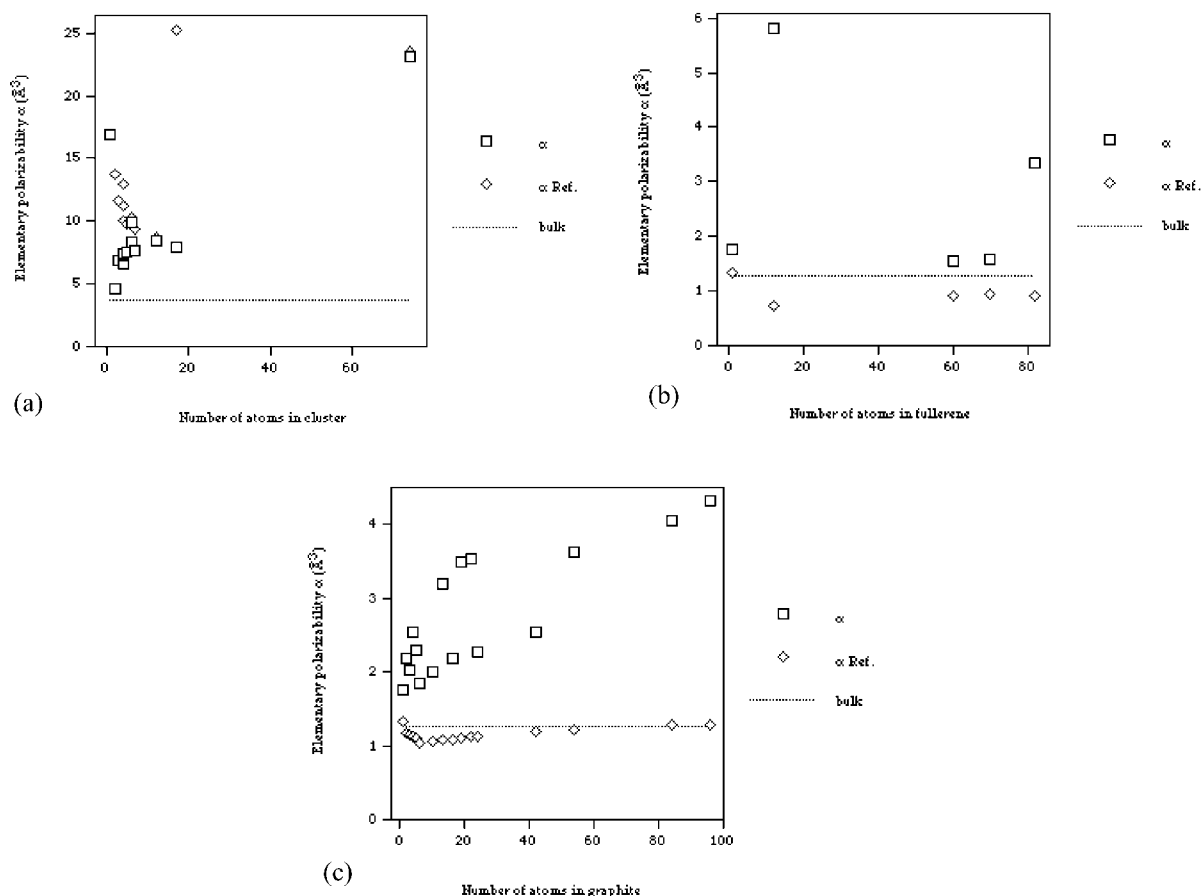 25
20
15
10
5
0
0 20 40 60
Elementary polarizability α (Å3)
Number of atoms in cluster
α
α Ref.
bulk
(a)
6
5
4
3
2
1
0
0 20 40 60 80
Elementary polarizability α (Å3)
Number of atoms in fullerene
α
α Ref.
bulk
(b)
4
3
2
1
0
0 20 40 60 80 100
Elementary polarizability α (Å3)
Number of atoms in graphite
α
α Ref.
bulk
(c)